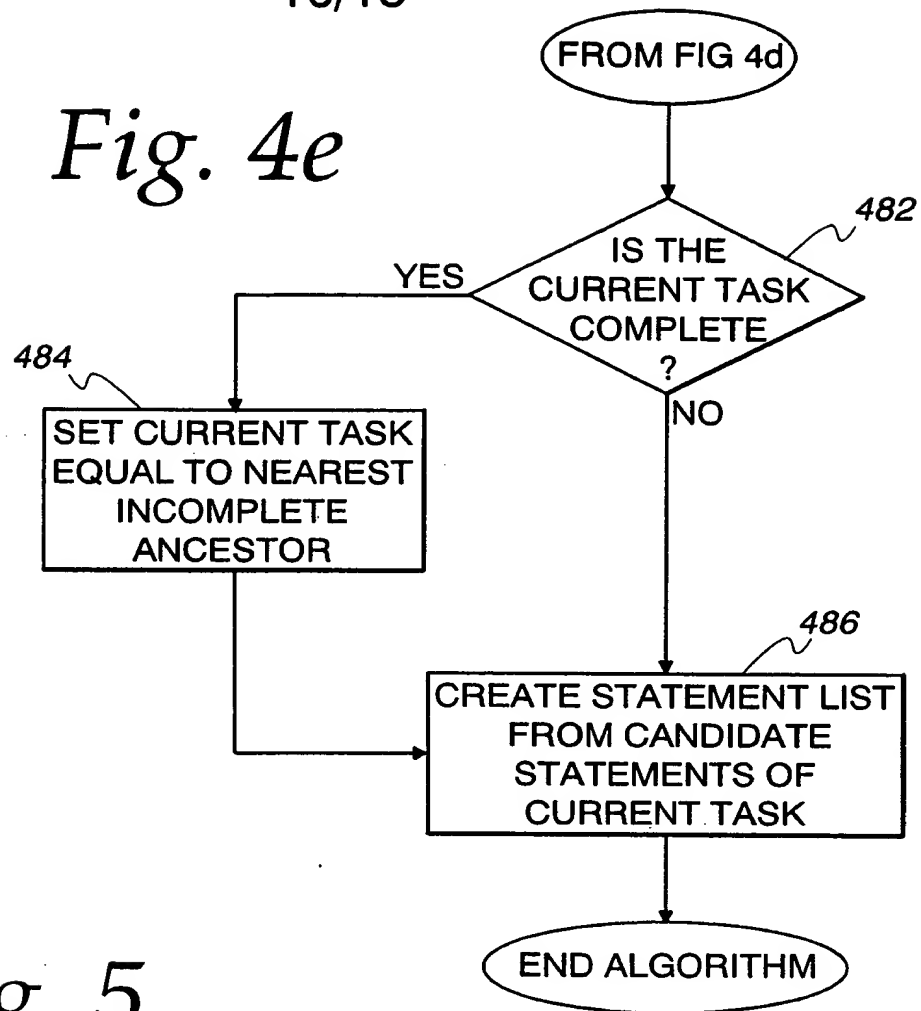 FROM FIG 4d
Fig. 4e
482
IS THE
CURRENT TASK
COMPLETE
?
YES
NO
484
SET CURRENT TASK
EQUAL TO NEAREST
INCOMPLETE
ANCESTOR
486
CREATE STATEMENT LIST
FROM CANDIDATE
STATEMENTS OF
CURRENT TASK
END ALGORITHM
5